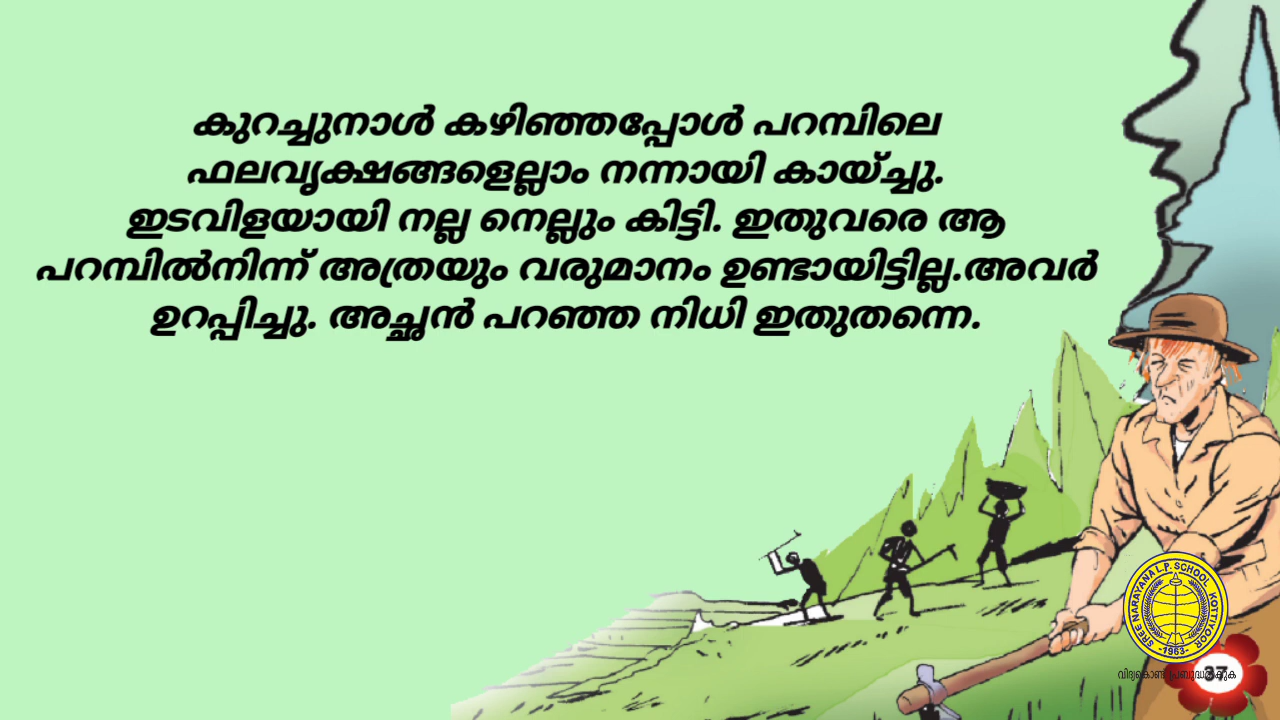 കുറച്ചുനാൾ കഴിഞ്ഞപ്പോൾ പറമ്പിലെ
ഫലവൃക്ഷങ്ങളെല്ലാം നന്നായി കായ്ച്ചു.
ഇടവിളയായി നല്ല നെല്ലും കിട്ടി. ഇതുവരെ ആ
പറമ്പിൽനിന്ന് അത്രയും വരുമാനം ഉണ്ടായിട്ടില്ല.അവർ
ഉറപ്പിച്ചു. അച്ഛൻ പറഞ്ഞ നിധി ഇതുതന്നെ.
SREE NARAYANA L.P. SCHOOL KOTTIYOOR
-1963-
37